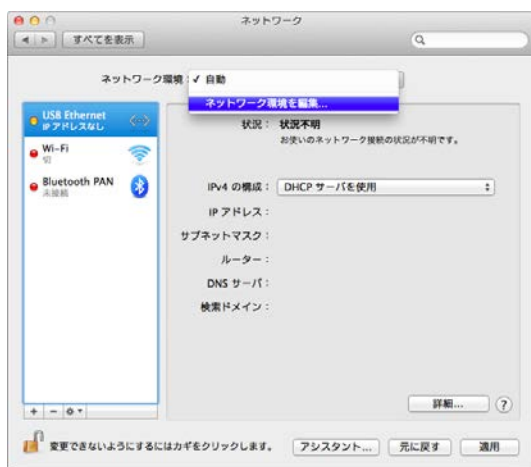 ネットワーク
すべてを表示
ネットワーク環境 ✓ 自動
ネットワーク環境を編集...
USB Ethernet
IP アドレスなし
Wi-Fi
切
Bluetooth PAN
未接続
状況： 状況不明
お使いのネットワーク接続の状況が不明です。
IPv4 の構成： DHCP サーバを使用
IP アドレス：
サブネットマスク：
ルーター：
DNS サーバ：
検索ドメイン：
詳細... ?
変更できないようにするにはカギをクリックします。
アシスタント... 元に戻す 適用